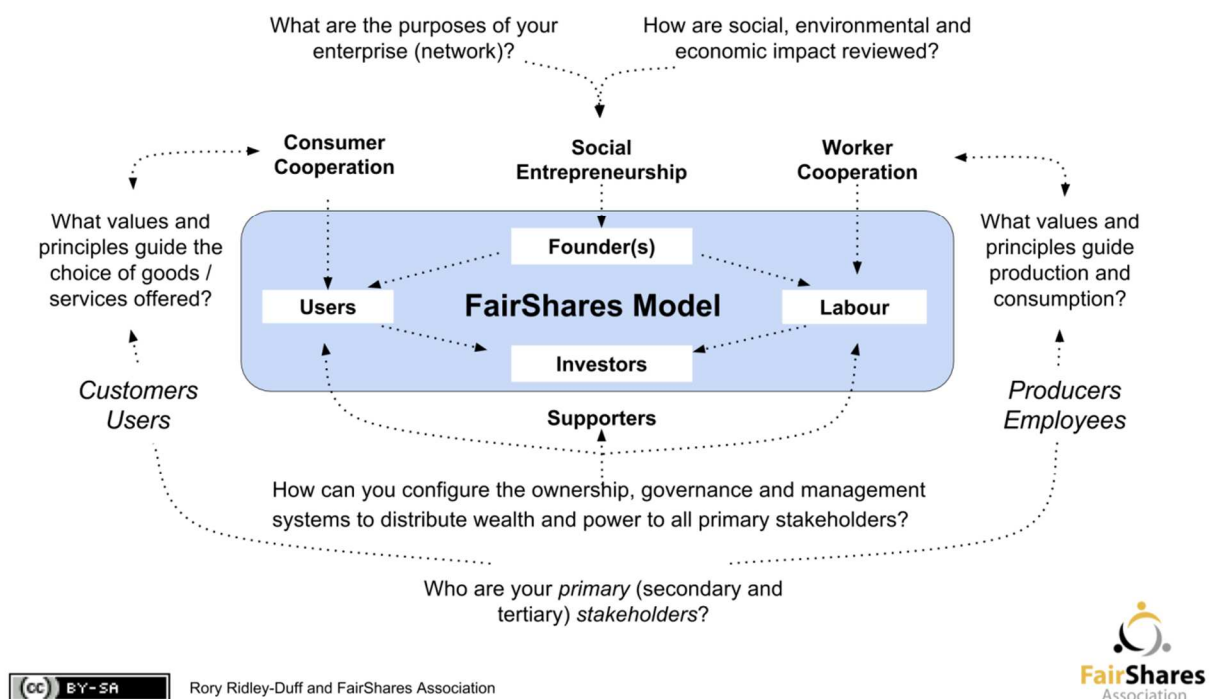 What are the purposes of your
enterprise (network)?
How are social, environmental and
economic impact reviewed?
Consumer
Cooperation
Social
Entrepreneurship
Worker
Cooperation
What values and
principles guide the
choice of goods /
services offered?
What values and
principles guide
production and
consumption?
Founder(s)
Users
FairShares Model
Labour
Investors
Customers
Users
Producers
Employees
Supporters
How can you configure the ownership, governance and management
systems to distribute wealth and power to all primary stakeholders?
Who are your primary (secondary and
tertiary) stakeholders?
FairShares
Association
(cc) BY-SA
Rory Ridley-Duff and FairShares Association